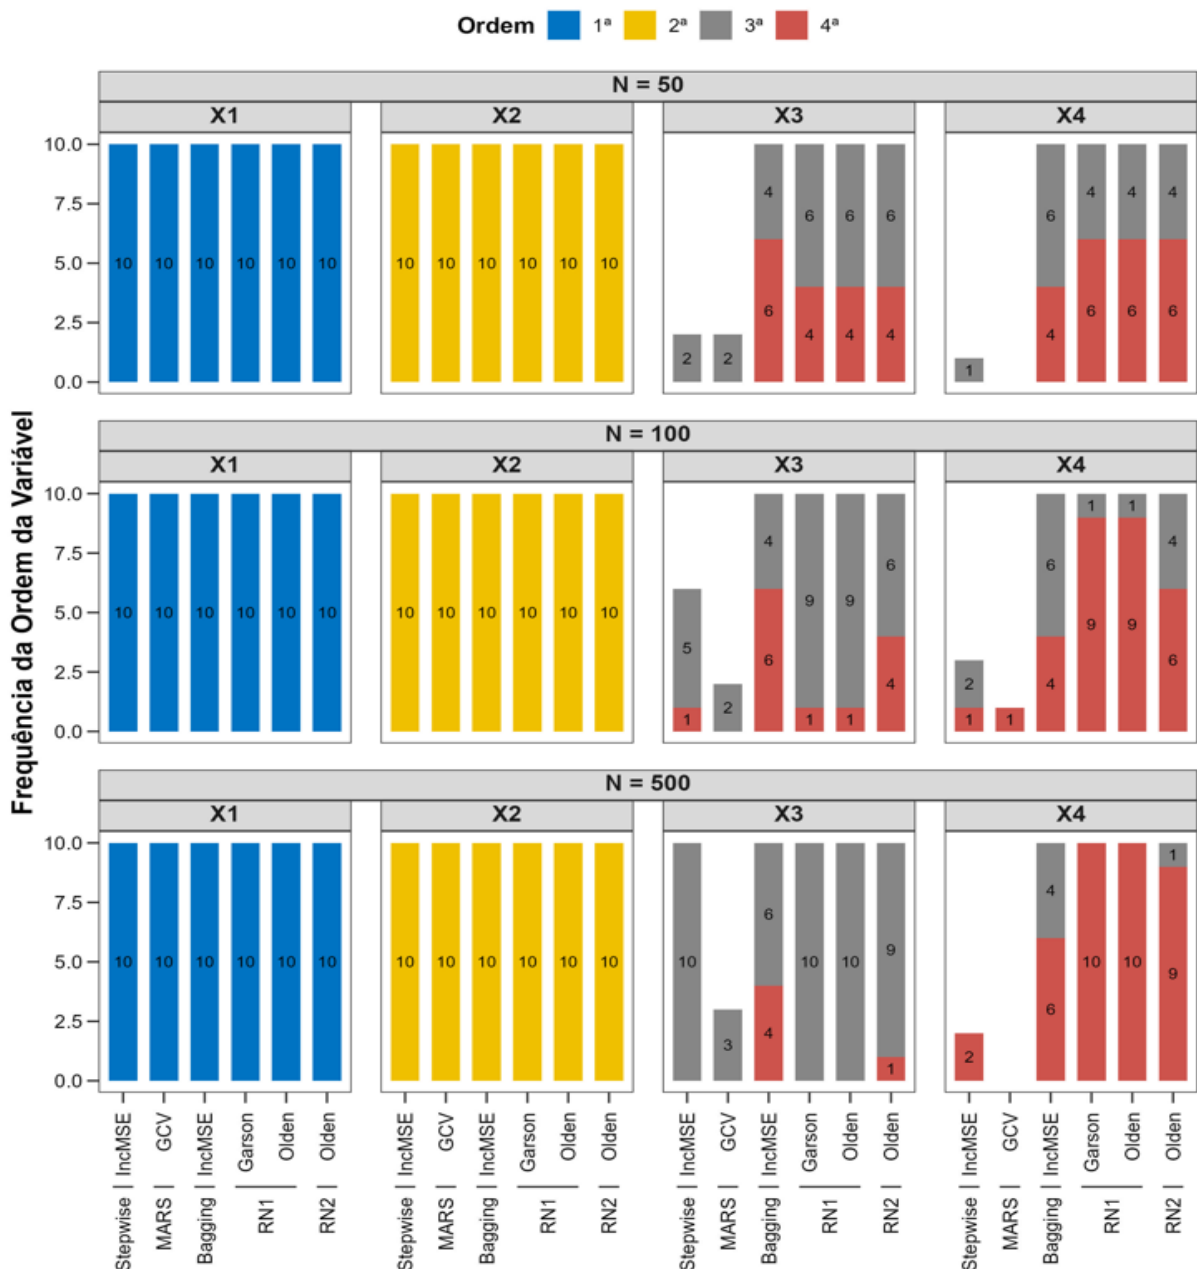 Ordem 1ª 2ª 3ª 4ª
Frequência da Ordem da Variável
N = 50
X1 X2 X3 X4
10.0
7.5
5.0
2.5
0.0
10 10 10 10 10 10
10 10 10 10 10 10
2 2 4 6 6 4 6 4 6 4
1 6 4 4 6 4 6 4 6
N = 100
X1 X2 X3 X4
10.0
7.5
5.0
2.5
0.0
10 10 10 10 10 10
10 10 10 10 10 10
5 1 2 4 6 9 1 9 1 6 4
2 1 1 6 4 1 9 1 9 4 6
N = 500
X1 X2 X3 X4
10.0
7.5
5.0
2.5
0.0
10 10 10 10 10 10
10 10 10 10 10 10
10 3 6 4 10 10 9 1
2 4 6 10 10 1 9
IncMSE GCV IncMSE Garson Olden Olden
Stepwise MARS Bagging RN1 RN2
IncMSE GCV IncMSE Garson Olden Olden
Stepwise MARS Bagging RN1 RN2
IncMSE GCV IncMSE Garson Olden Olden
Stepwise MARS Bagging RN1 RN2
IncMSE GCV IncMSE Garson Olden Olden
Stepwise MARS Bagging RN1 RN2